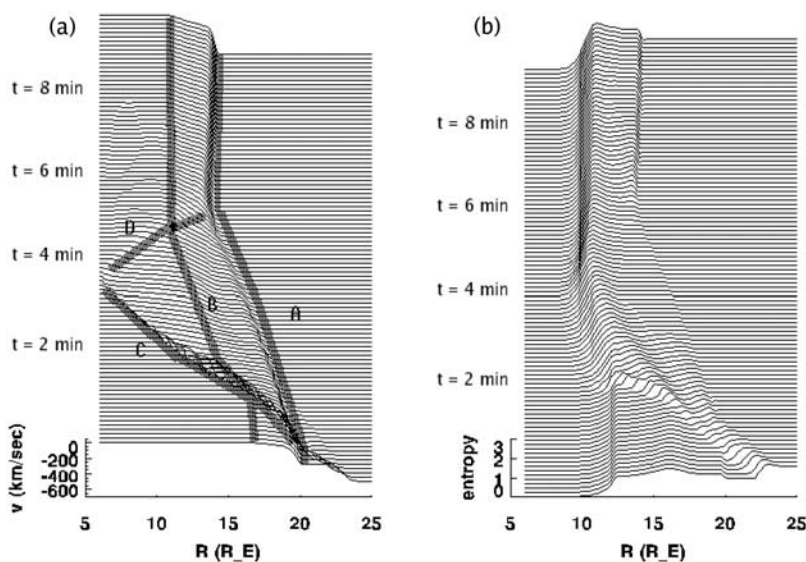 (a)
t = 8 min
t = 6 min
t = 4 min
t = 2 min
D
B
A
C
0
-200
-400
-600
v (km/sec)
5 10 15 20 25
R (R_E)
(b)
t = 8 min
t = 6 min
t = 4 min
t = 2 min
3
2
1
0
entropy
5 10 15 20 25
R (R_E)